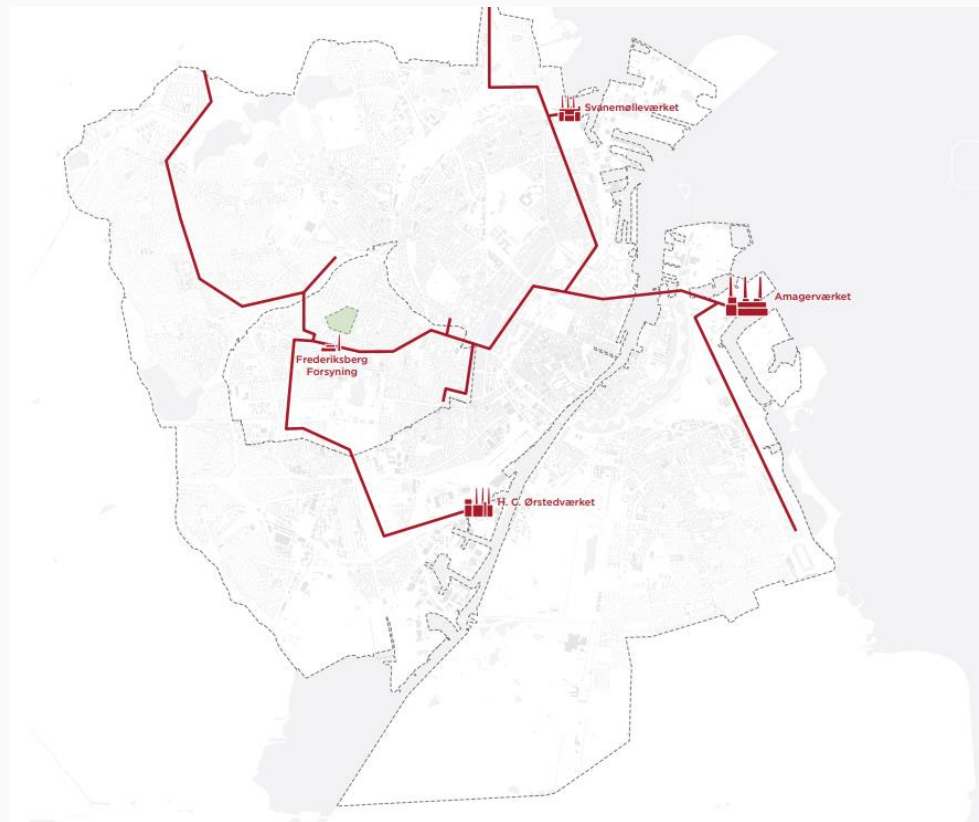 Svanemølleværket
Amagerværket
Frederiksberg
Forsyning
H. C. Ørstedværket